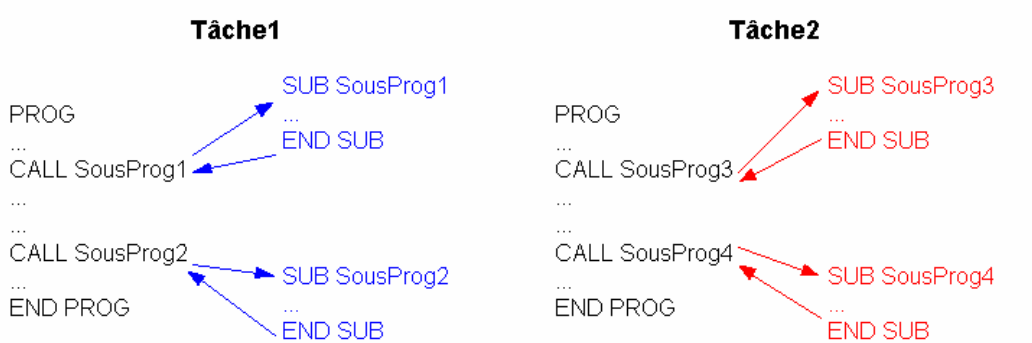 Tâche1
SUB SousProg1
PROG
...
...
END SUB
CALL SousProg1
...
...
CALL SousProg2
SUB SousProg2
...
...
END PROG
END SUB
Tâche2
SUB SousProg3
PROG
...
...
END SUB
CALL SousProg3
...
...
CALL SousProg4
SUB SousProg4
...
...
END PROG
END SUB